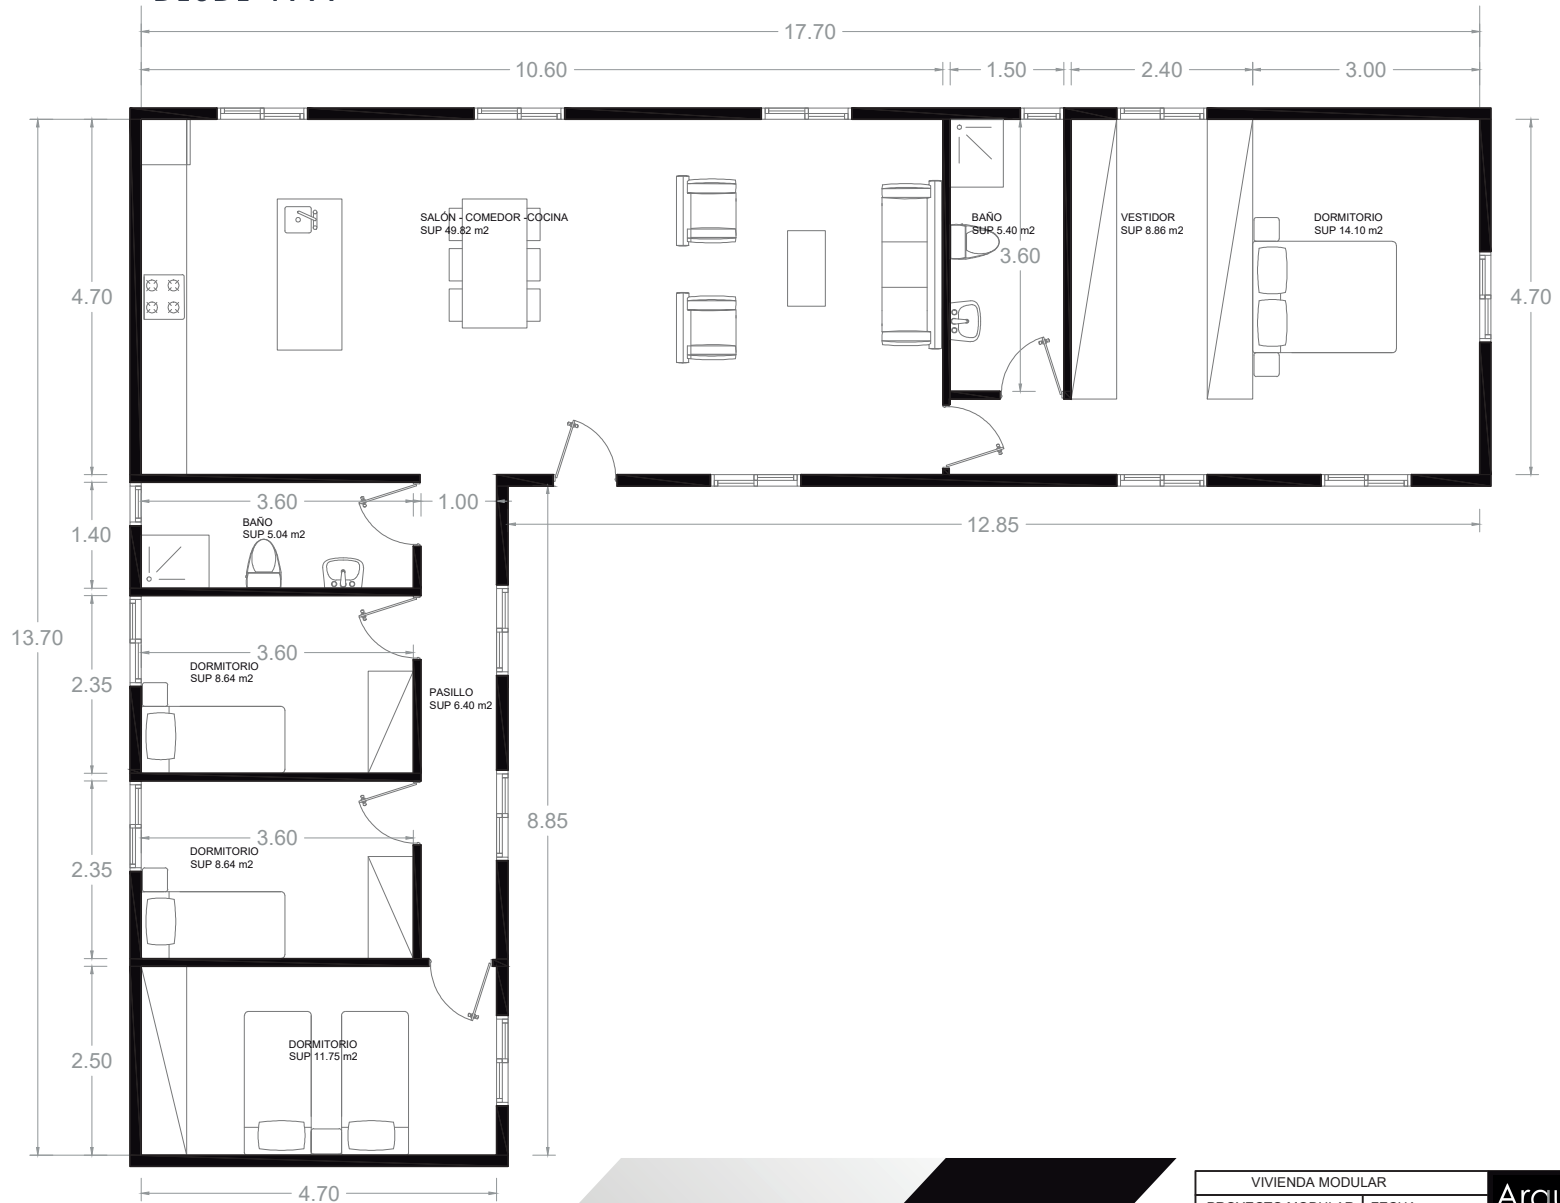 17.70
10.60
1.50
2.40
3.00
SALÓN - COMEDOR -COCINA
SUP 49.82 m2
BAÑO
SUP 5.40 m2
3.60
VESTIDOR
SUP 8.86 m2
DORMITORIO
SUP 14.10 m2
4.70
4.70
3.60
1.00
BAÑO
SUP 5.04 m2
1.40
12.85
13.70
3.60
DORMITORIO
SUP 8.64 m2
2.35
PASILLO
SUP 6.40 m2
8.85
3.60
DORMITORIO
SUP 8.64 m2
2.35
DORMITORIO
SUP 11.75 m2
2.50
4.70
VIVIENDA MODULAR